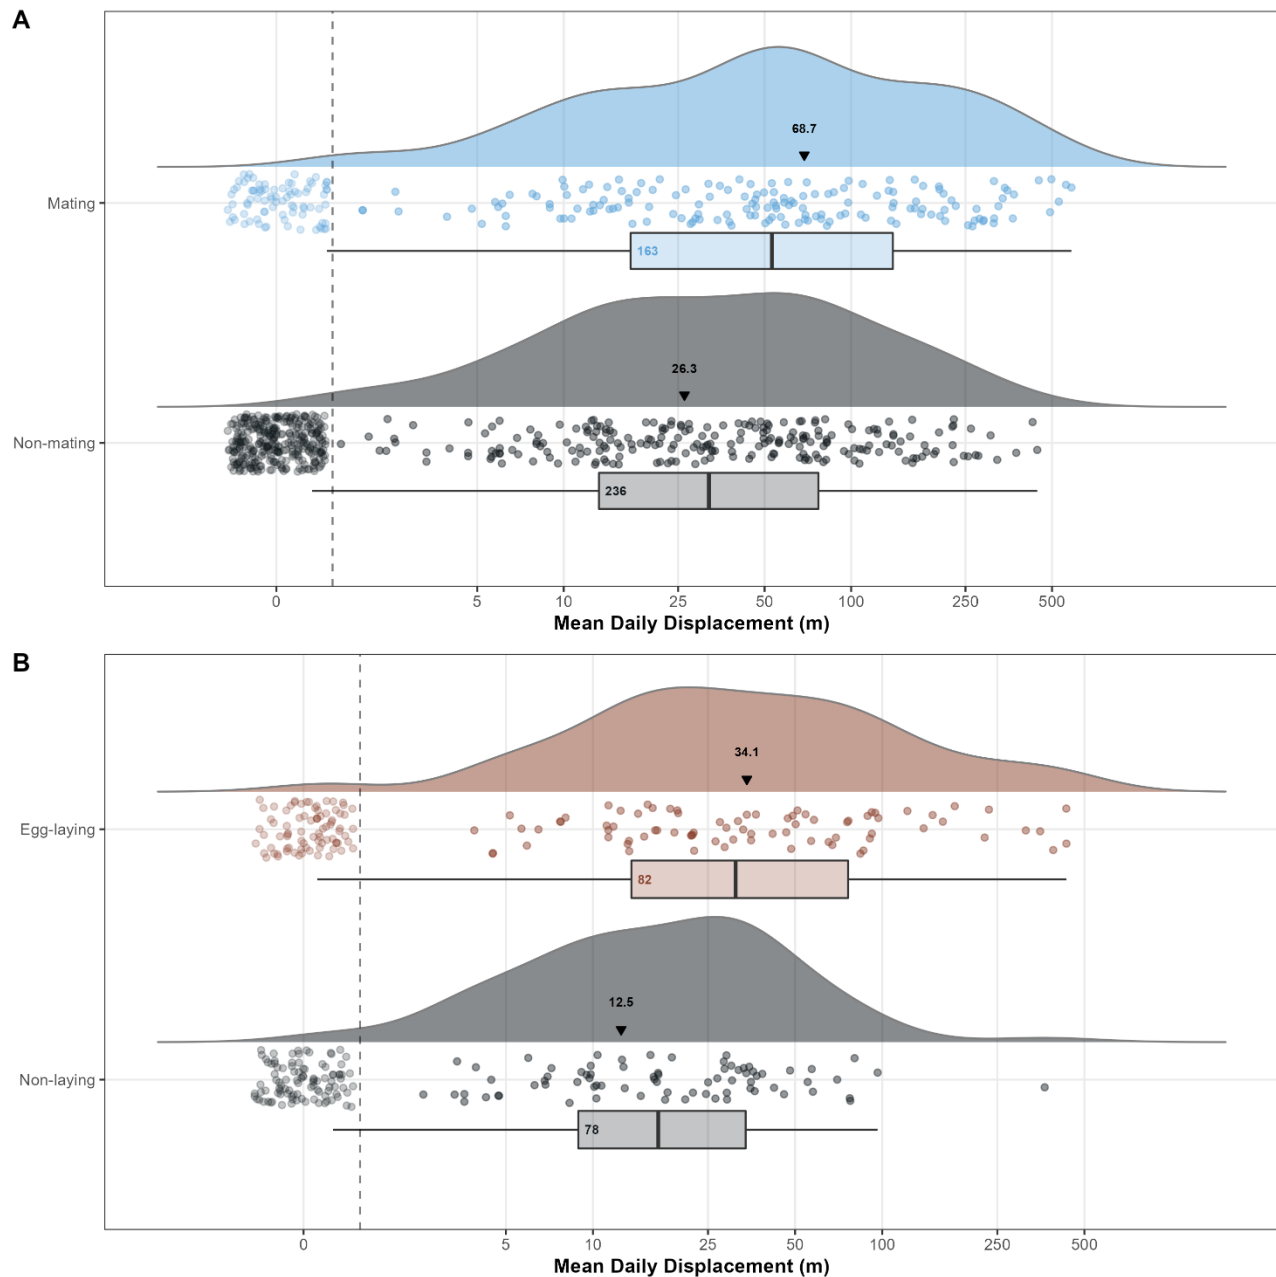 A
68.7
Mating
163
26.3
Non-mating
236
0 5 10 25 50 100 250 500
Mean Daily Displacement (m)
B
34.1
Egg-laying
82
12.5
Non-laying
78
0 5 10 25 50 100 250 500
Mean Daily Displacement (m)